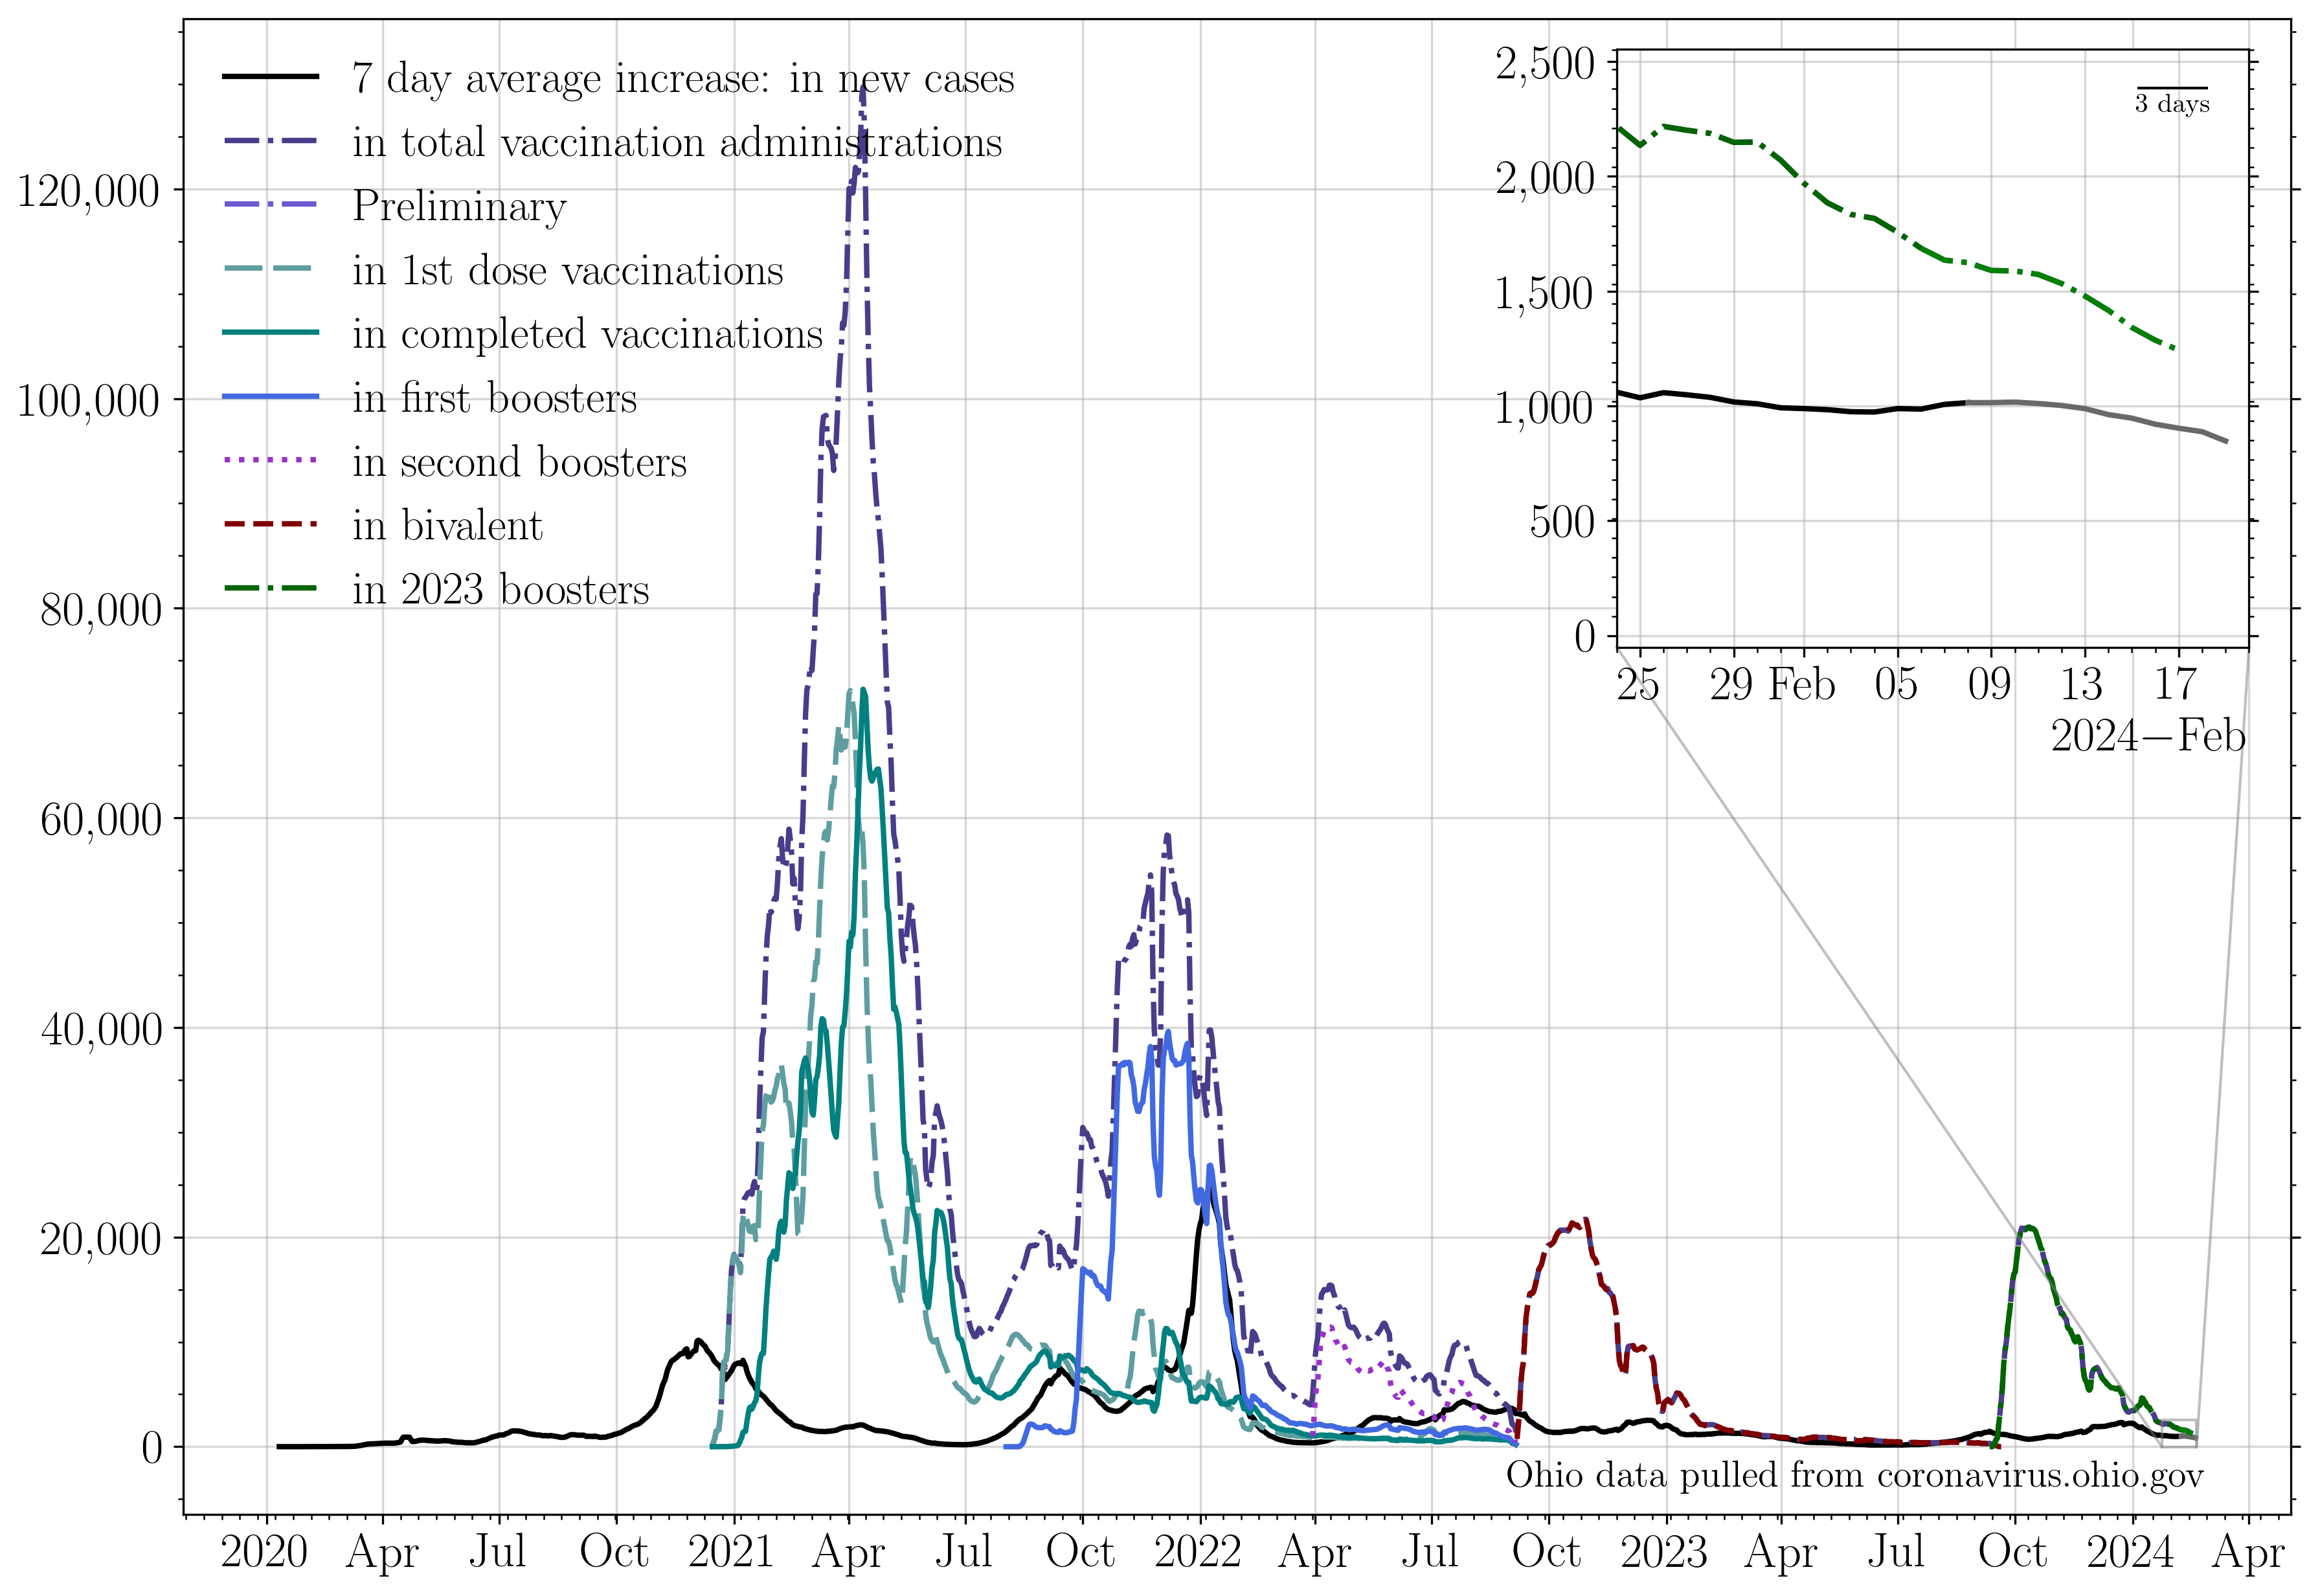 7 day average increase: in new cases
in total vaccination administrations
Preliminary
in 1st dose vaccinations
in completed vaccinations
in first boosters
in second boosters
in bivalent
in 2023 boosters
120,000
100,000
80,000
60,000
40,000
20,000
0
2,500
2,000
1,500
1,000
500
0
3 days
25 29 Feb 05 09 13 17
2024−Feb
Ohio data pulled from coronavirus.ohio.gov
2020 Apr Jul Oct 2021 Apr Jul Oct 2022 Apr Jul Oct 2023 Apr Jul Oct 2024 Apr